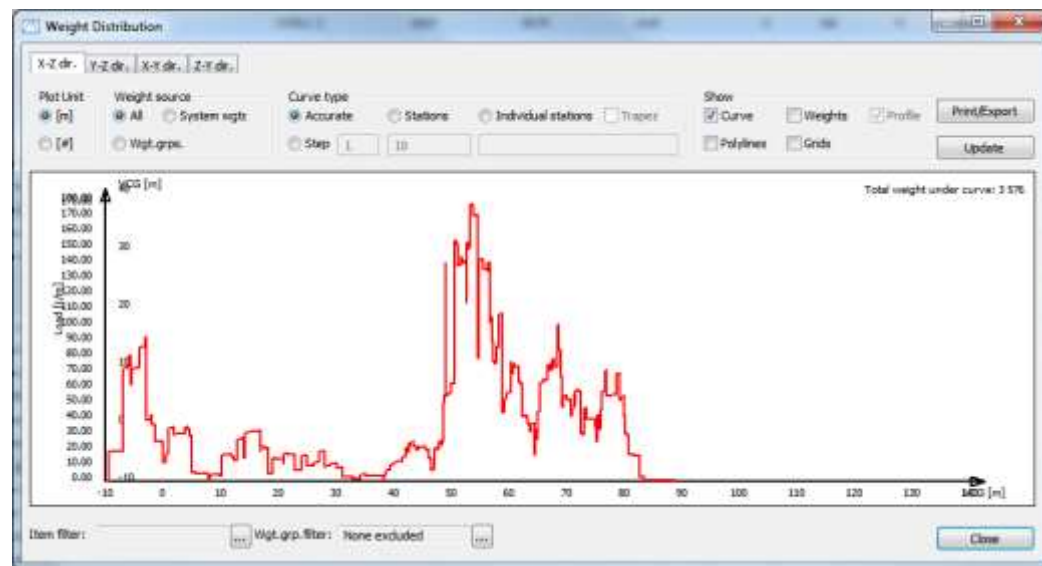 Weight Distribution
X-Z dir. Y-Z dir. X-Y dir. Z-Y dir.
Plot Unit Weight source Curve type Show
[m] All System wgts Accurate Stations Individual stations Trapez Curve Weights Profile Print/Export
[#] Wgt.grps. Step 1 10 Polylines Grids Update
VCG [m] Total weight under curve: 3 576
170.00
160.00
150.00 30
140.00
130.00
120.00
110.00 20
100.00
90.00
80.00
70.00
60.00
50.00
40.00
30.00
20.00
10.00
0.00 -10
Load [t/m]
-10 0 10 20 30 40 50 60 70 80 90 100 110 120 130 [m]
Item filter: ... Wgt.grp.filter: None excluded ... Close